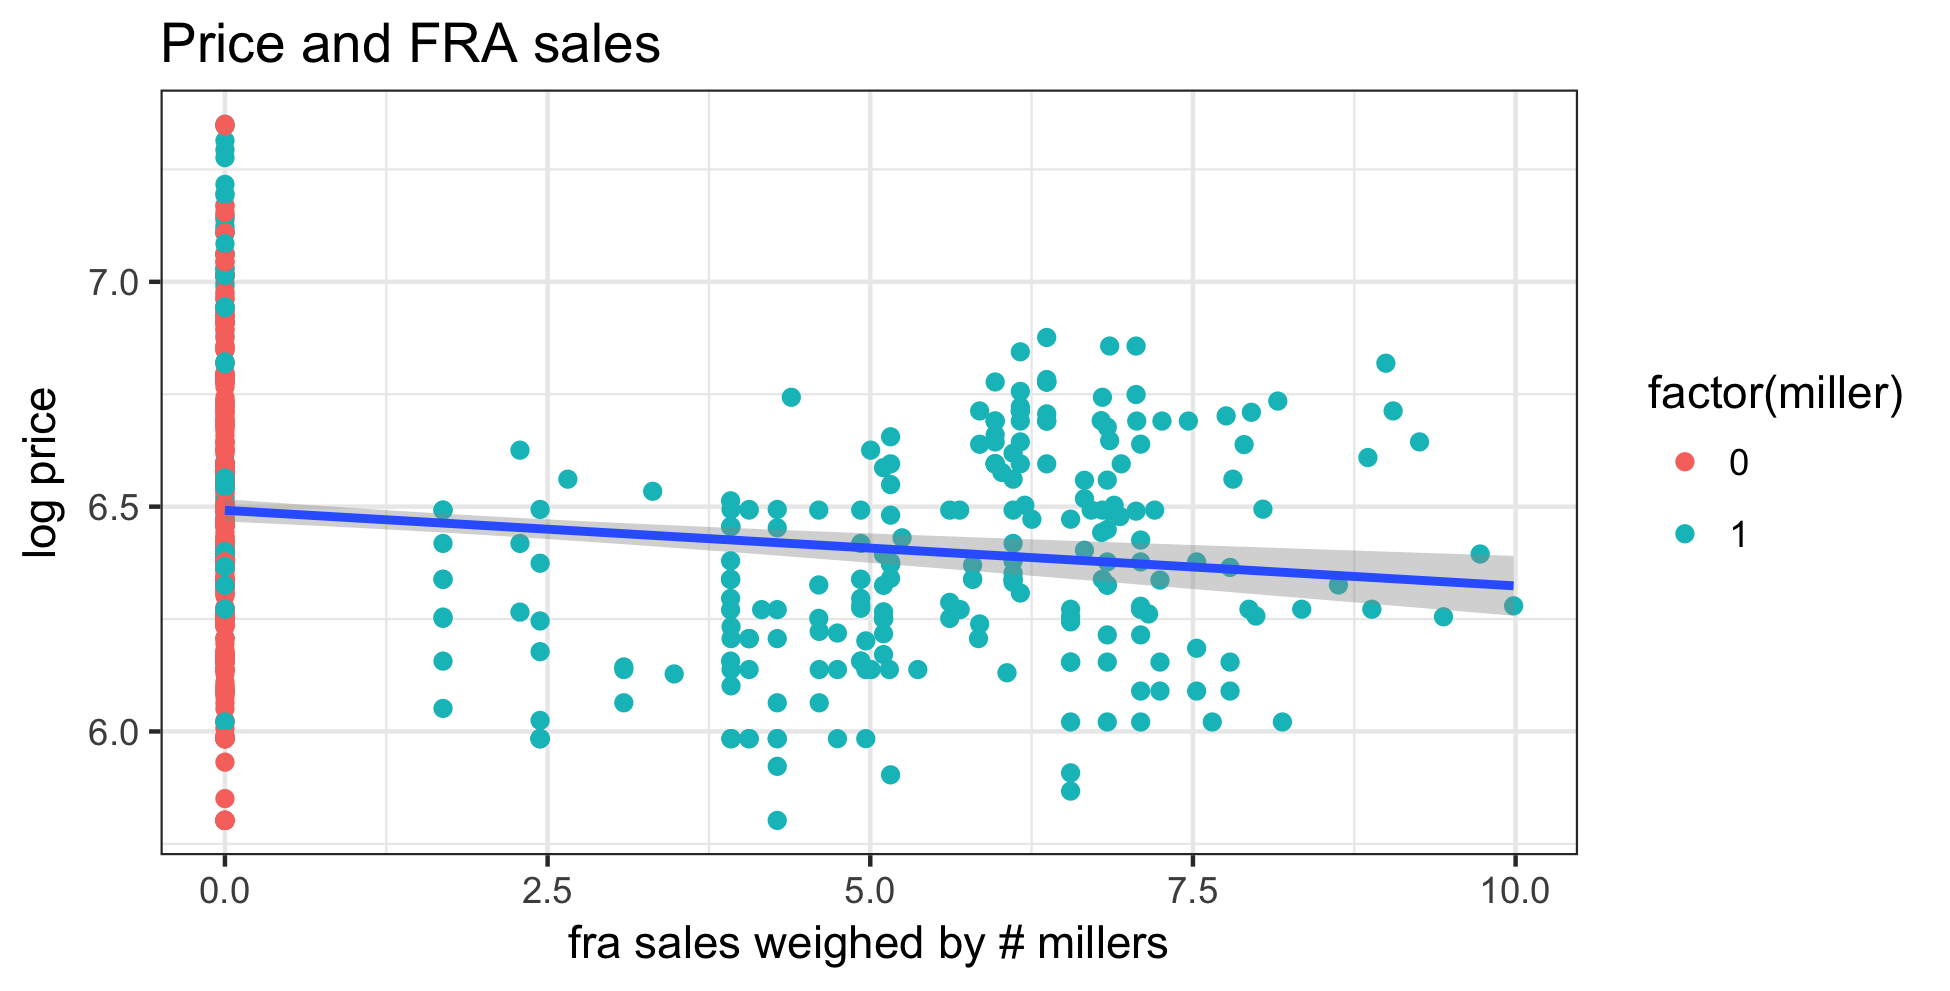 Price and FRA sales
log price
7.0
6.5
6.0
0.0 2.5 5.0 7.5 10.0
fra sales weighed by # millers
factor(miller)
0
1